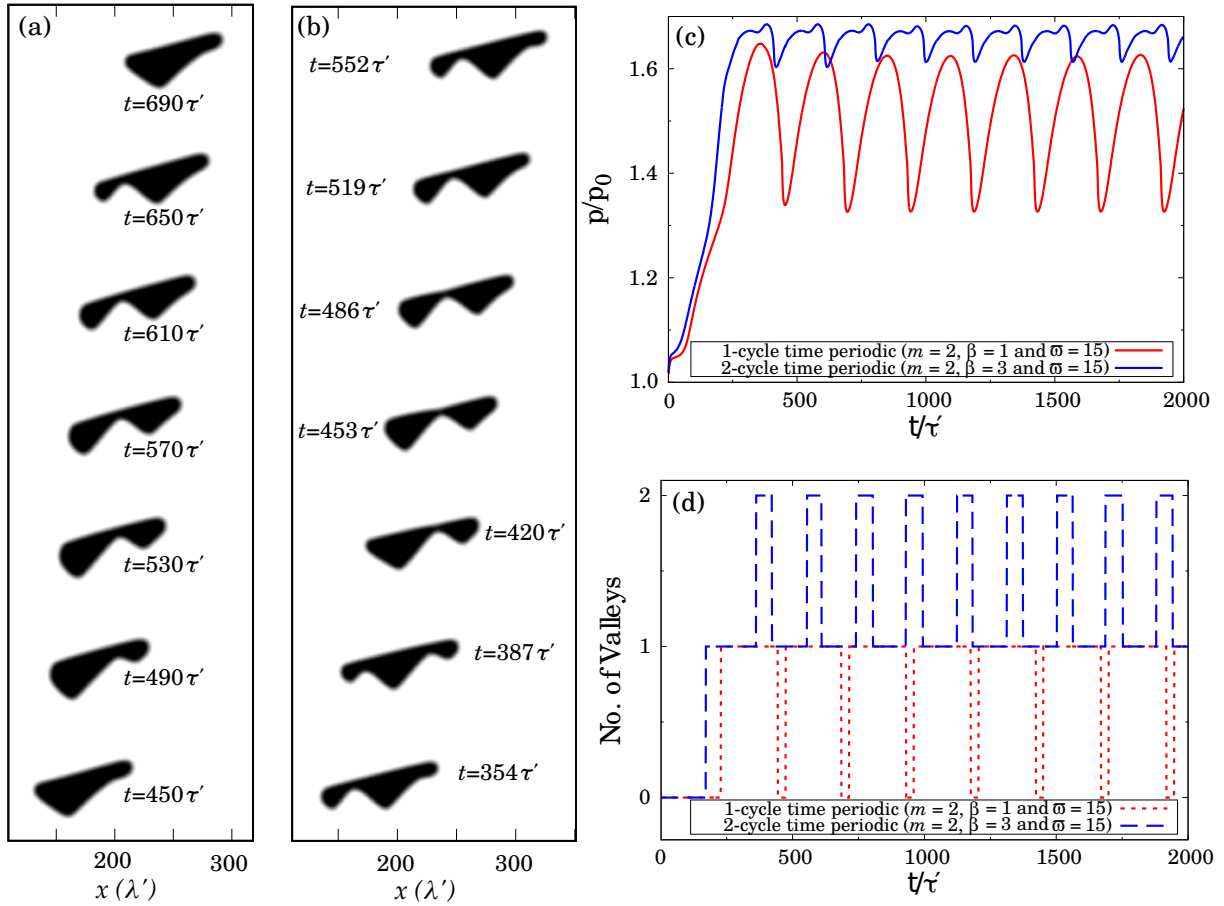 (a)
t=690τ′
t=650τ′
t=610τ′
t=570τ′
t=530τ′
t=490τ′
t=450τ′
200 300
x (λ′)
(b)
t=552τ′
t=519τ′
t=486τ′
t=453τ′
t=420τ′
t=387τ′
t=354τ′
200 300
x (λ′)
(c)
p/p₀
1.6
1.4
1.2
1.0
1-cycle time periodic (m = 2, β = 1 and ϖ = 15)
2-cycle time periodic (m = 2, β = 3 and ϖ = 15)
0 500 1000 1500 2000
t/τ′
(d)
No. of Valleys
2
1
0
1-cycle time periodic (m = 2, β = 1 and ϖ = 15)
2-cycle time periodic (m = 2, β = 3 and ϖ = 15)
0 500 1000 1500 2000
t/τ′